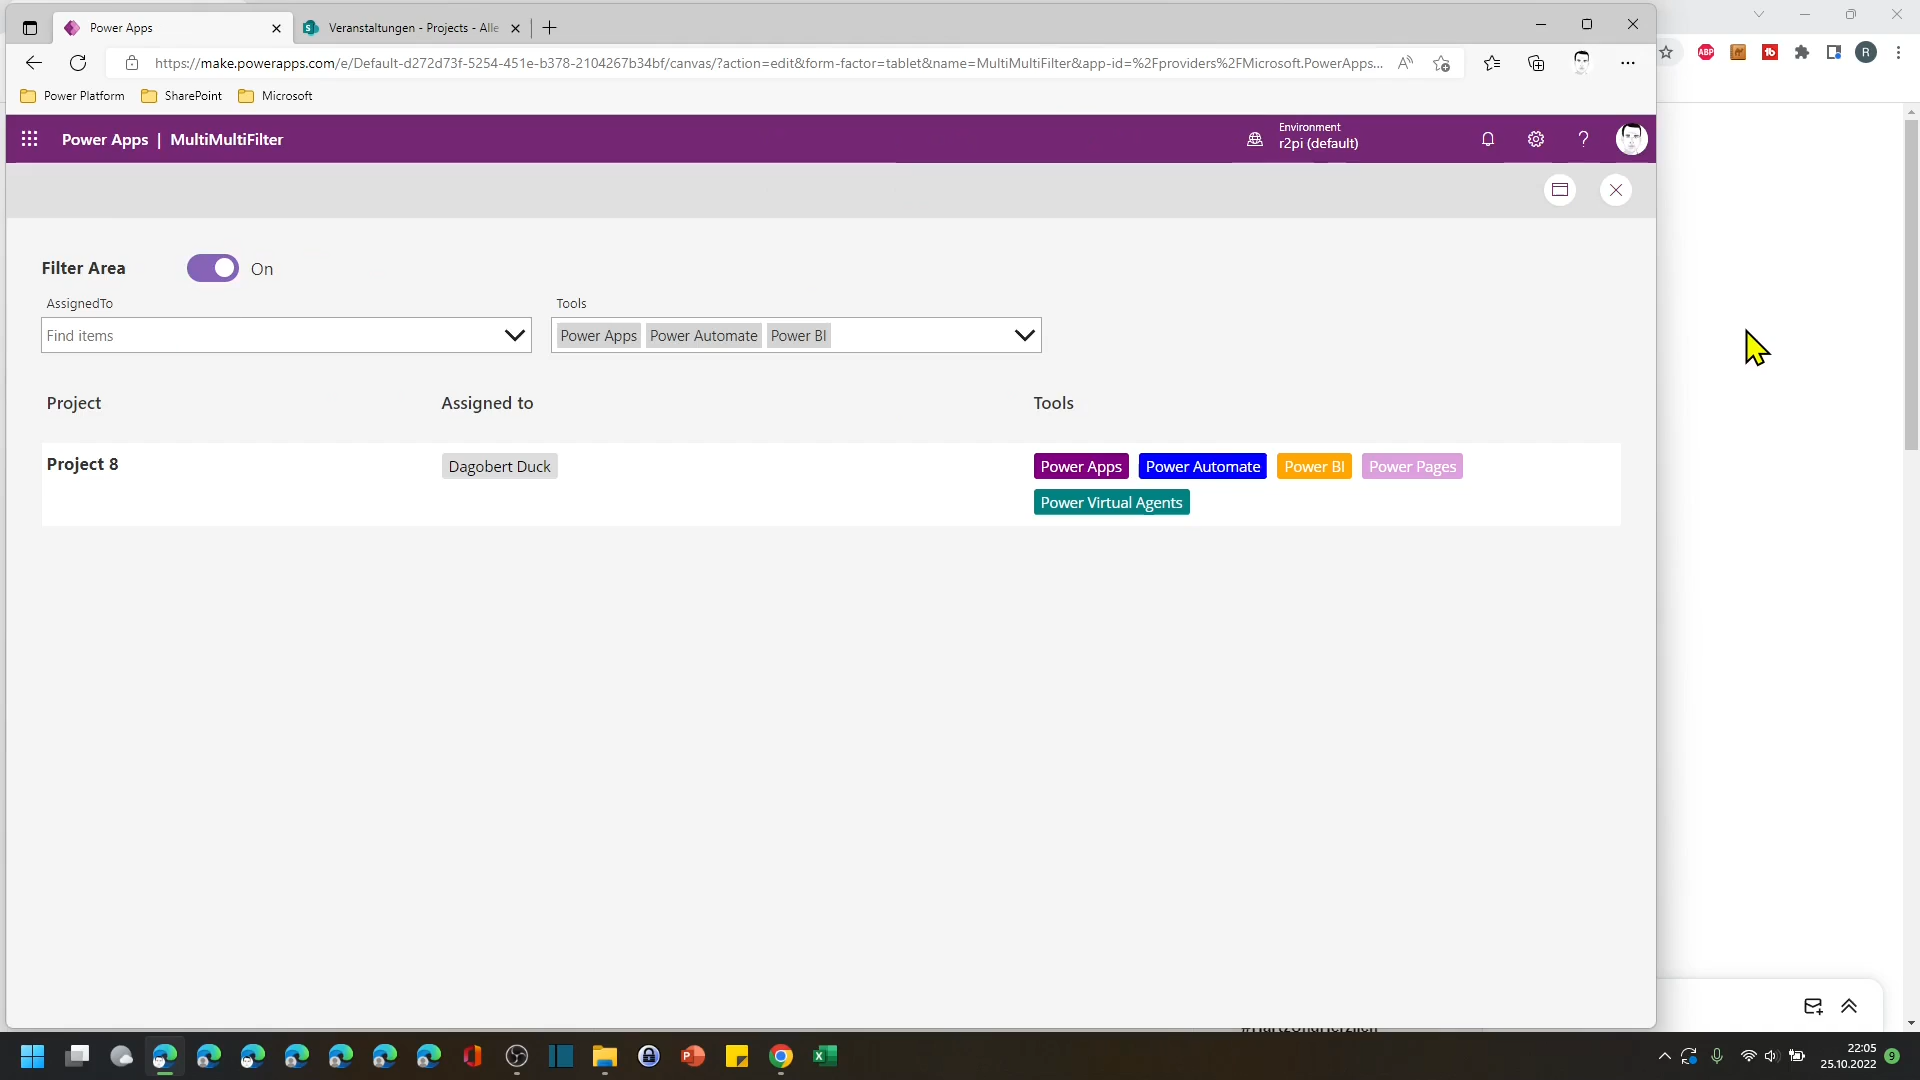 Power Apps
Veranstaltungen - Projects - Alle
https://make.powerapps.com/e/Default-d272d73f-5254-451e-b378-2104267b34bf/canvas/?action=edit&form-factor=tablet&name=MultiMultiFilter&app-id=%2Fproviders%2FMicrosoft.PowerApps...
ABP
R
Power Platform
SharePoint
Microsoft
Power Apps | MultiMultiFilter
Environment
r2pi (default)
Filter Area
On
AssignedTo
Tools
Find items
Power Apps Power Automate Power BI
Project
Assigned to
Tools
Project 8
Dagobert Duck
Power Apps Power Automate Power BI Power Pages
Power Virtual Agents
22:05
25.10.2022
9